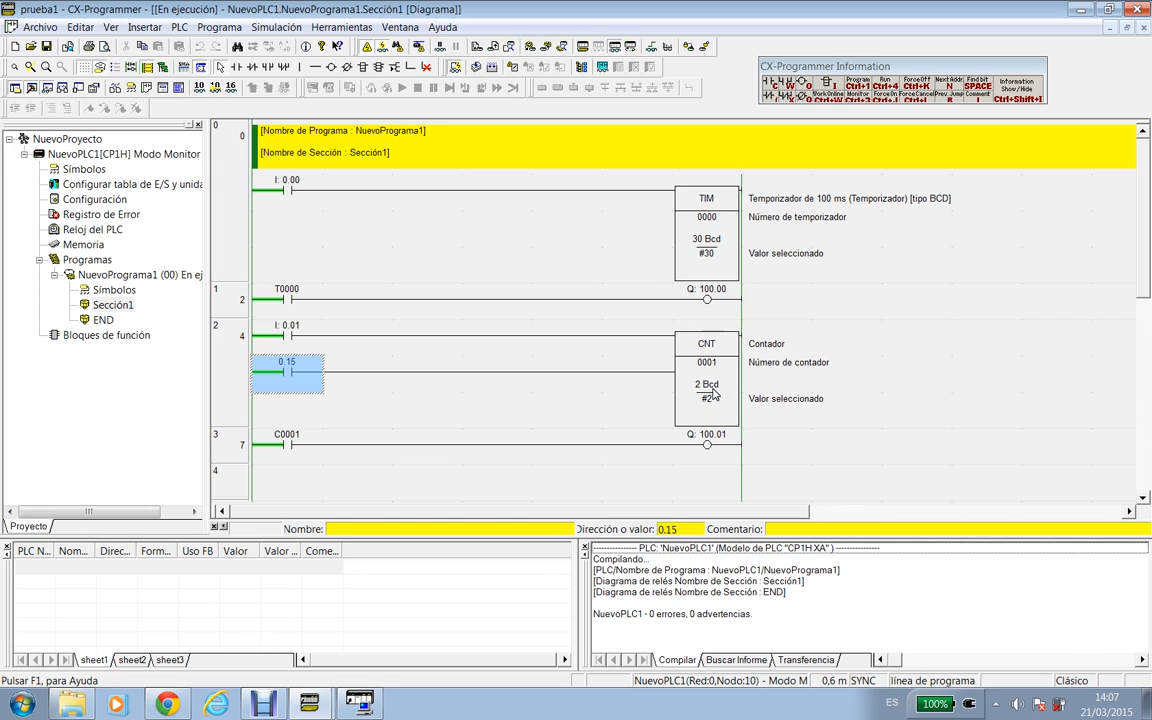 prueba1 - CX-Programmer - [[En ejecución] - NuevoPLC1.NuevoPrograma1.Sección1 [Diagrama]]
Archivo Editar Ver Insertar PLC Programa Simulación Herramientas Ventana Ayuda
CX-Programmer Information
NuevoProyecto
NuevoPLC1[CP1H] Modo Monitor
Símbolos
Configurar tabla de E/S y unida
Configuración
Registro de Error
Reloj del PLC
Memoria
Programas
NuevoPrograma1 (00) En ej
Símbolos
Sección1
END
Bloques de función
Proyecto
0
0
[Nombre de Programa : NuevoPrograma1]
[Nombre de Sección : Sección1]
I: 0.00
TIM
Temporizador de 100 ms (Temporizador) [tipo BCD]
0000
Número de temporizador
30 Bcd
#30
Valor seleccionado
1
2
T0000
Q: 100.00
2
4
I: 0.01
CNT
Contador
0.15
0001
Número de contador
2 Bcd
#2
Valor seleccionado
3
7
C0001
Q: 100.01
4
Nombre: Dirección o valor: 0.15 Comentario:
PLC N... Nom... Direc... Form... Uso FB Valor Valor ... Come...
sheet1 sheet2 sheet3
---------------- PLC: 'NuevoPLC1' (Modelo de PLC "CP1H XA" ) ----------------
Compilando...
[PLC/Nombre de Programa : NuevoPLC1/NuevoPrograma1]
[Diagrama de relés Nombre de Sección : Sección1]
[Diagrama de relés Nombre de Sección : END]
NuevoPLC1 - 0 errores, 0 advertencias.
Compilar Buscar Informe Transferencia
Pulsar F1, para Ayuda
NuevoPLC1(Red:0,Nodo:10) - Modo M 0,6 m SYNC línea de programa Clásico
ES 100% 14:07
21/03/2015